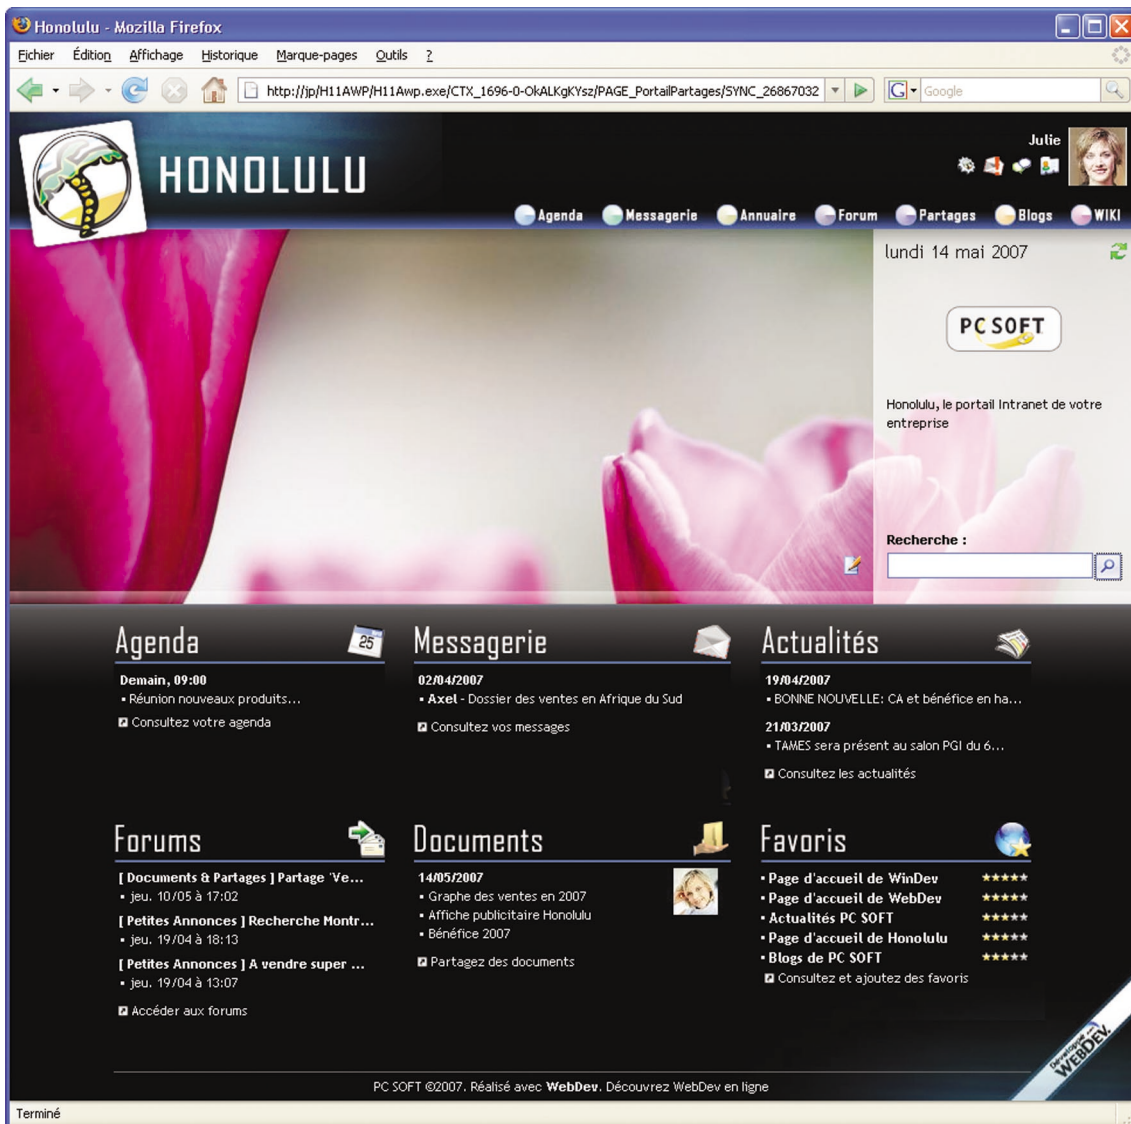 Honolulu - Mozilla Firefox
Fichier Édition Affichage Historique Marque-pages Outils ?
http://jp/H11AWP/H11Awp.exe/CTX_1696-0-OkALKgKYsz/PAGE_PortailPartages/SYNC_26867032
G Google
HONOLULU
Julie
Agenda Messagerie Annuaire Forum Partages Blogs WIKI
lundi 14 mai 2007
PC SOFT
Honolulu, le portail Intranet de votre
entreprise
Recherche :
Agenda
25
Demain, 09:00
Réunion nouveaux produits...
Consultez votre agenda
Messagerie
02/04/2007
Axel - Dossier des ventes en Afrique du Sud
Consultez vos messages
Actualités
19/04/2007
BONNE NOUVELLE: CA et bénéfice en ha...
21/03/2007
TAMES sera présent au salon PGI du 6...
Consultez les actualités
Forums
[ Documents & Partages ] Partage 'Ve...
jeu. 10/05 à 17:02
[ Petites Annonces ] Recherche Montr...
jeu. 19/04 à 18:13
[ Petites Annonces ] A vendre super ...
jeu. 19/04 à 13:07
Accéder aux forums
Documents
14/05/2007
Graphe des ventes en 2007
Affiche publicitaire Honolulu
Bénéfice 2007
Partagez des documents
Favoris
Page d'accueil de WinDev
Page d'accueil de WebDev
Actualités PC SOFT
Page d'accueil de Honolulu
Blogs de PC SOFT
Consultez et ajoutez des favoris
Développé avec
WEBDEV.
PC SOFT ©2007. Réalisé avec WebDev. Découvrez WebDev en ligne
Terminé